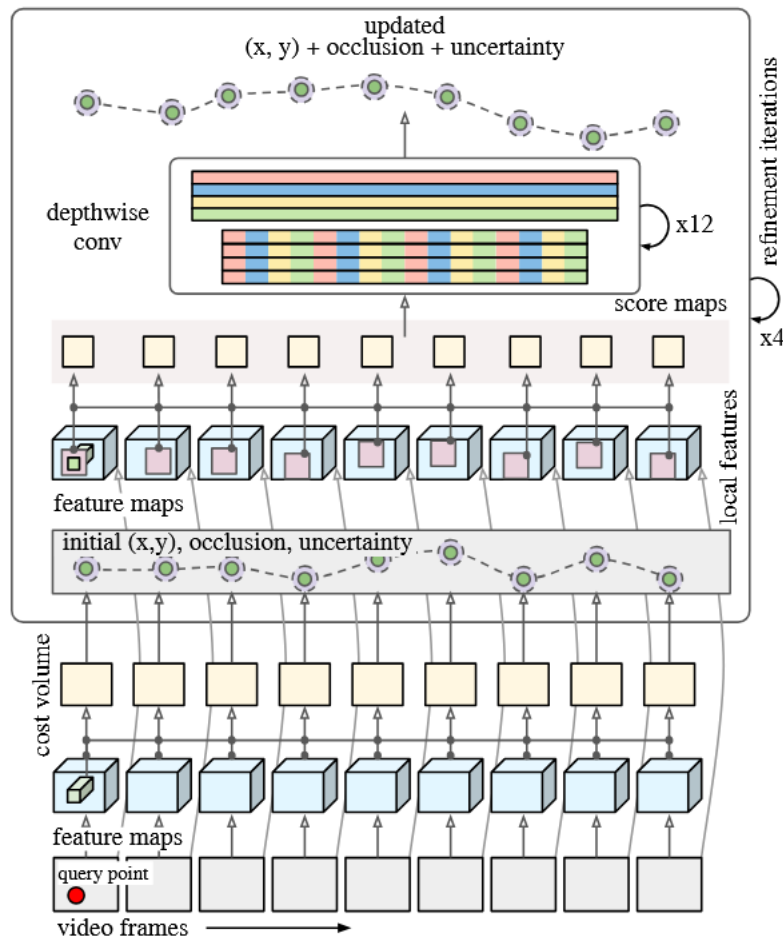 updated
(x, y) + occlusion + uncertainty
refinement iterations
depthwise
conv
x12
score maps
x4
local features
feature maps
initial (x,y), occlusion, uncertainty
cost volume
feature maps
query point
video frames